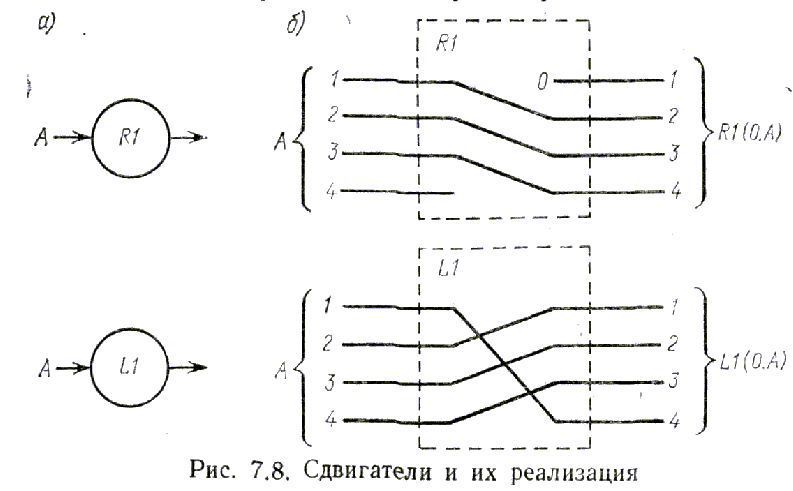 а) б)
R1
1 0 1
2 2
A R1 A 3 3 R1(0.A)
4 4
L1
1 1
2 2
A L1 A 3 3 L1(0.A)
4 4
Рис. 7.8. Сдвигатели и их реализация